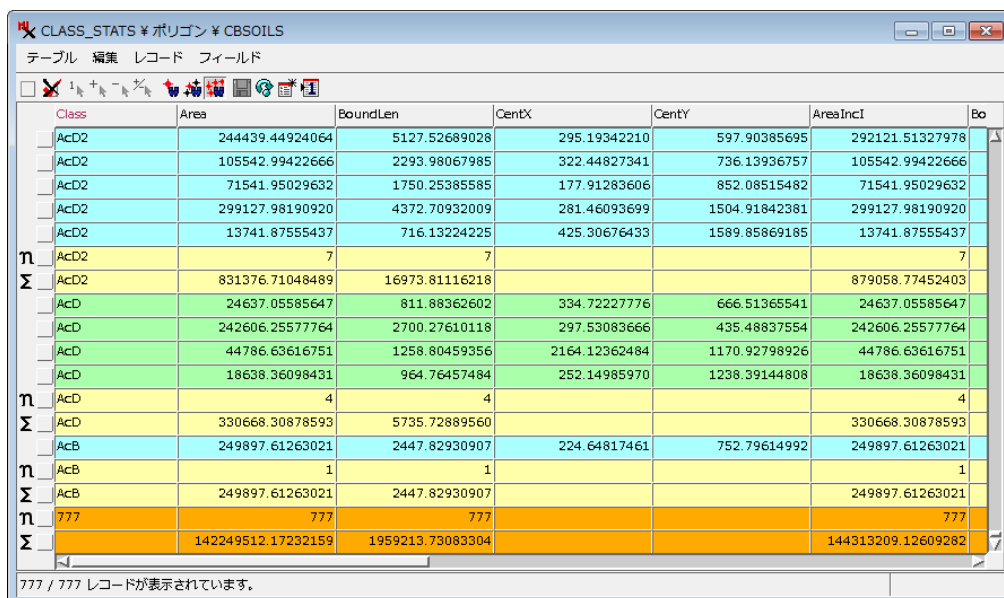 CLASS_STATS ¥ ポリゴン ¥ CBSOILS
テーブル 編集 レコード フィールド
Class Area BoundLen CentX CentY AreaIncI Bo
AcD2 244439.44924064 5127.52689028 295.19342210 597.90385695 292121.51327978
AcD2 105542.99422666 2293.98067985 322.44827341 736.13936757 105542.99422666
AcD2 71541.95029632 1750.25385585 177.91283606 852.08515482 71541.95029632
AcD2 299127.98190920 4372.70932009 281.46093699 1504.91842381 299127.98190920
AcD2 13741.87555437 716.13224225 425.30676433 1589.85869185 13741.87555437
n AcD2 7 7 7
Σ AcD2 831376.71048489 16973.81116218 879058.77452403
AcD 24637.05585647 811.88362602 334.72227776 666.51365541 24637.05585647
AcD 242606.25577764 2700.27610118 297.53083666 435.48837554 242606.25577764
AcD 44786.63616751 1258.80459356 2164.12362484 1170.92798926 44786.63616751
AcD 18638.36098431 964.76457484 252.14985970 1238.39144808 18638.36098431
n AcD 4 4 4
Σ AcD 330668.30878593 5735.72889560 330668.30878593
AcB 249897.61263021 2447.82930907 224.64817461 752.79614992 249897.61263021
n AcB 1 1 1
Σ AcB 249897.61263021 2447.82930907 249897.61263021
n 777 777 777 777
Σ 142249512.17232159 1959213.73083304 144313209.12609282
777 / 777 レコードが表示されています。